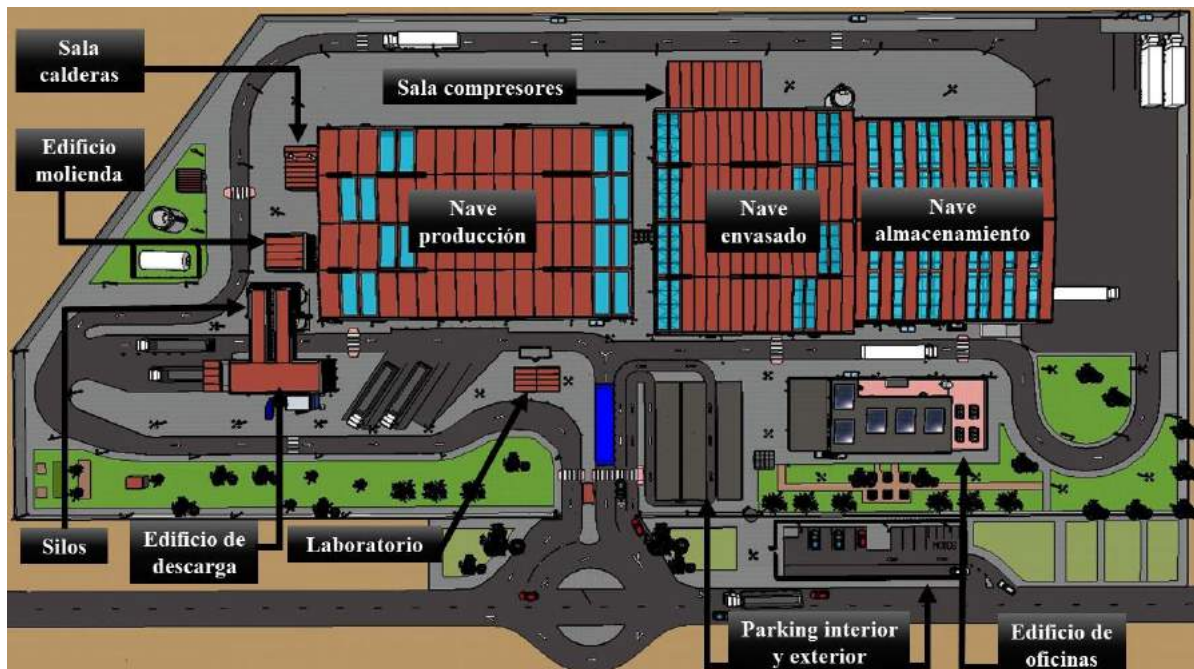 Sala
calderas
Sala compresores
Edificio
molienda
Nave
producción
Nave
envasado
Nave
almacenamiento
Silos
Edificio de
descarga
Laboratorio
MOTOS
Parking interior
y exterior
Edificio de
oficinas